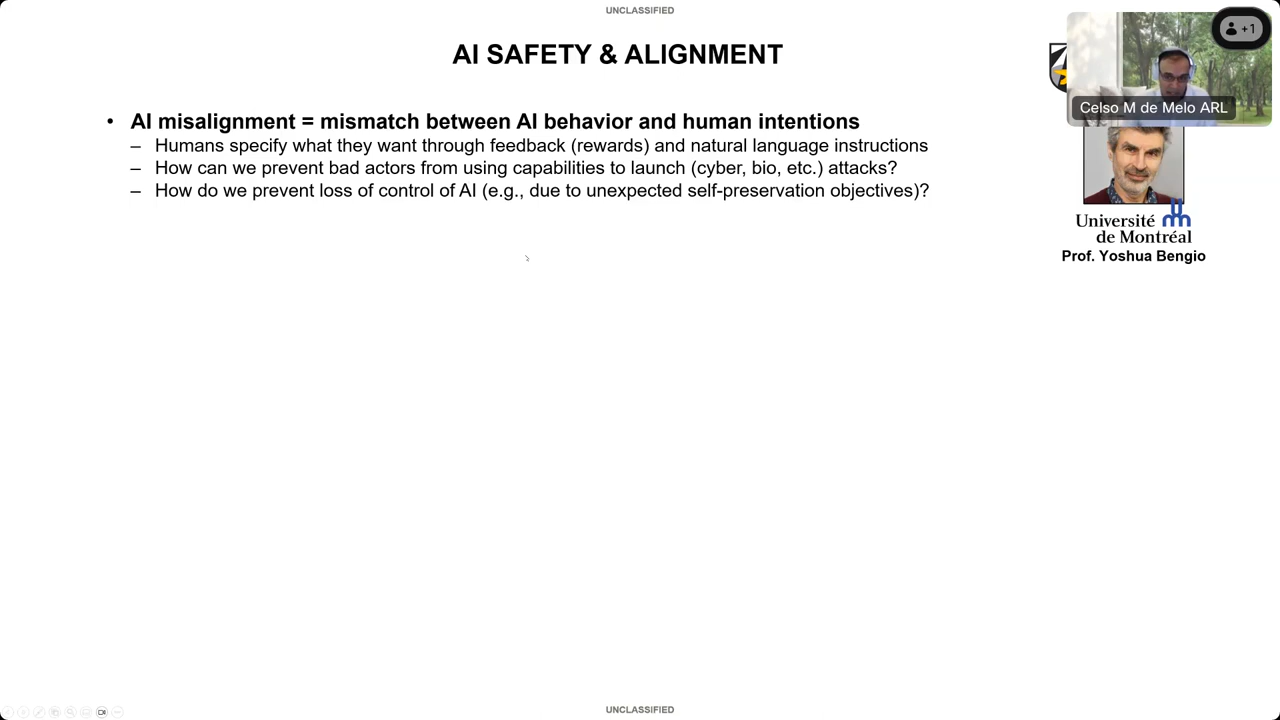 UNCLASSIFIED
AI SAFETY & ALIGNMENT
+1
Celso M de Melo ARL
• AI misalignment = mismatch between AI behavior and human intentions
– Humans specify what they want through feedback (rewards) and natural language instructions
– How can we prevent bad actors from using capabilities to launch (cyber, bio, etc.) attacks?
– How do we prevent loss of control of AI (e.g., due to unexpected self-preservation objectives)?
Université
de Montréal
Prof. Yoshua Bengio
UNCLASSIFIED